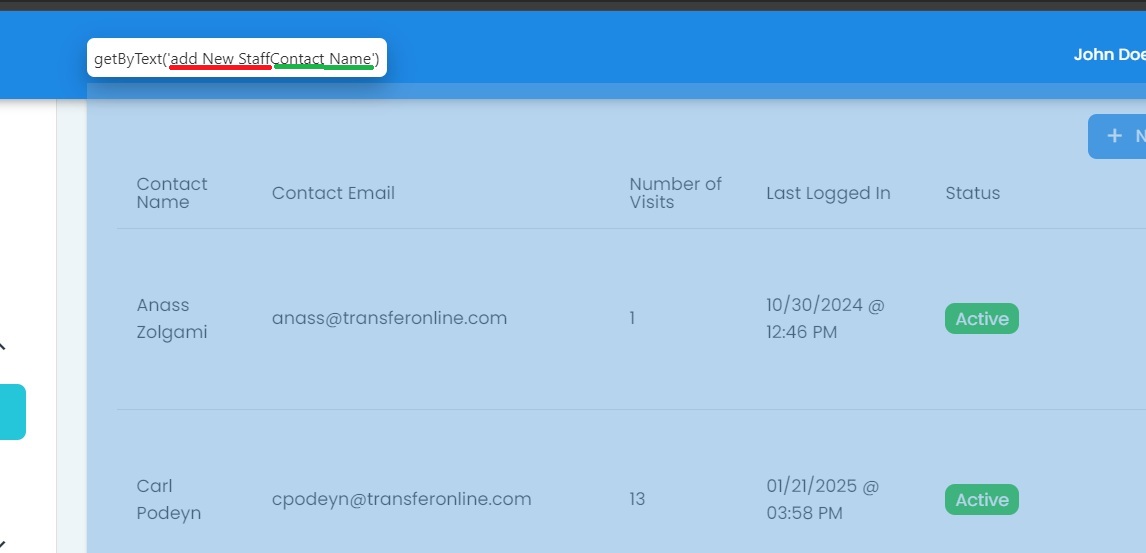 getByText('add New StaffContact Name')
John Doe
+ N
Contact
Name
Contact Email
Number of
Visits
Last Logged In
Status
Anass
Zolgami
anass@transferonline.com
1
10/30/2024 @
12:46 PM
Active
Carl
Podeyn
cpodeyn@transferonline.com
13
01/21/2025 @
03:58 PM
Active